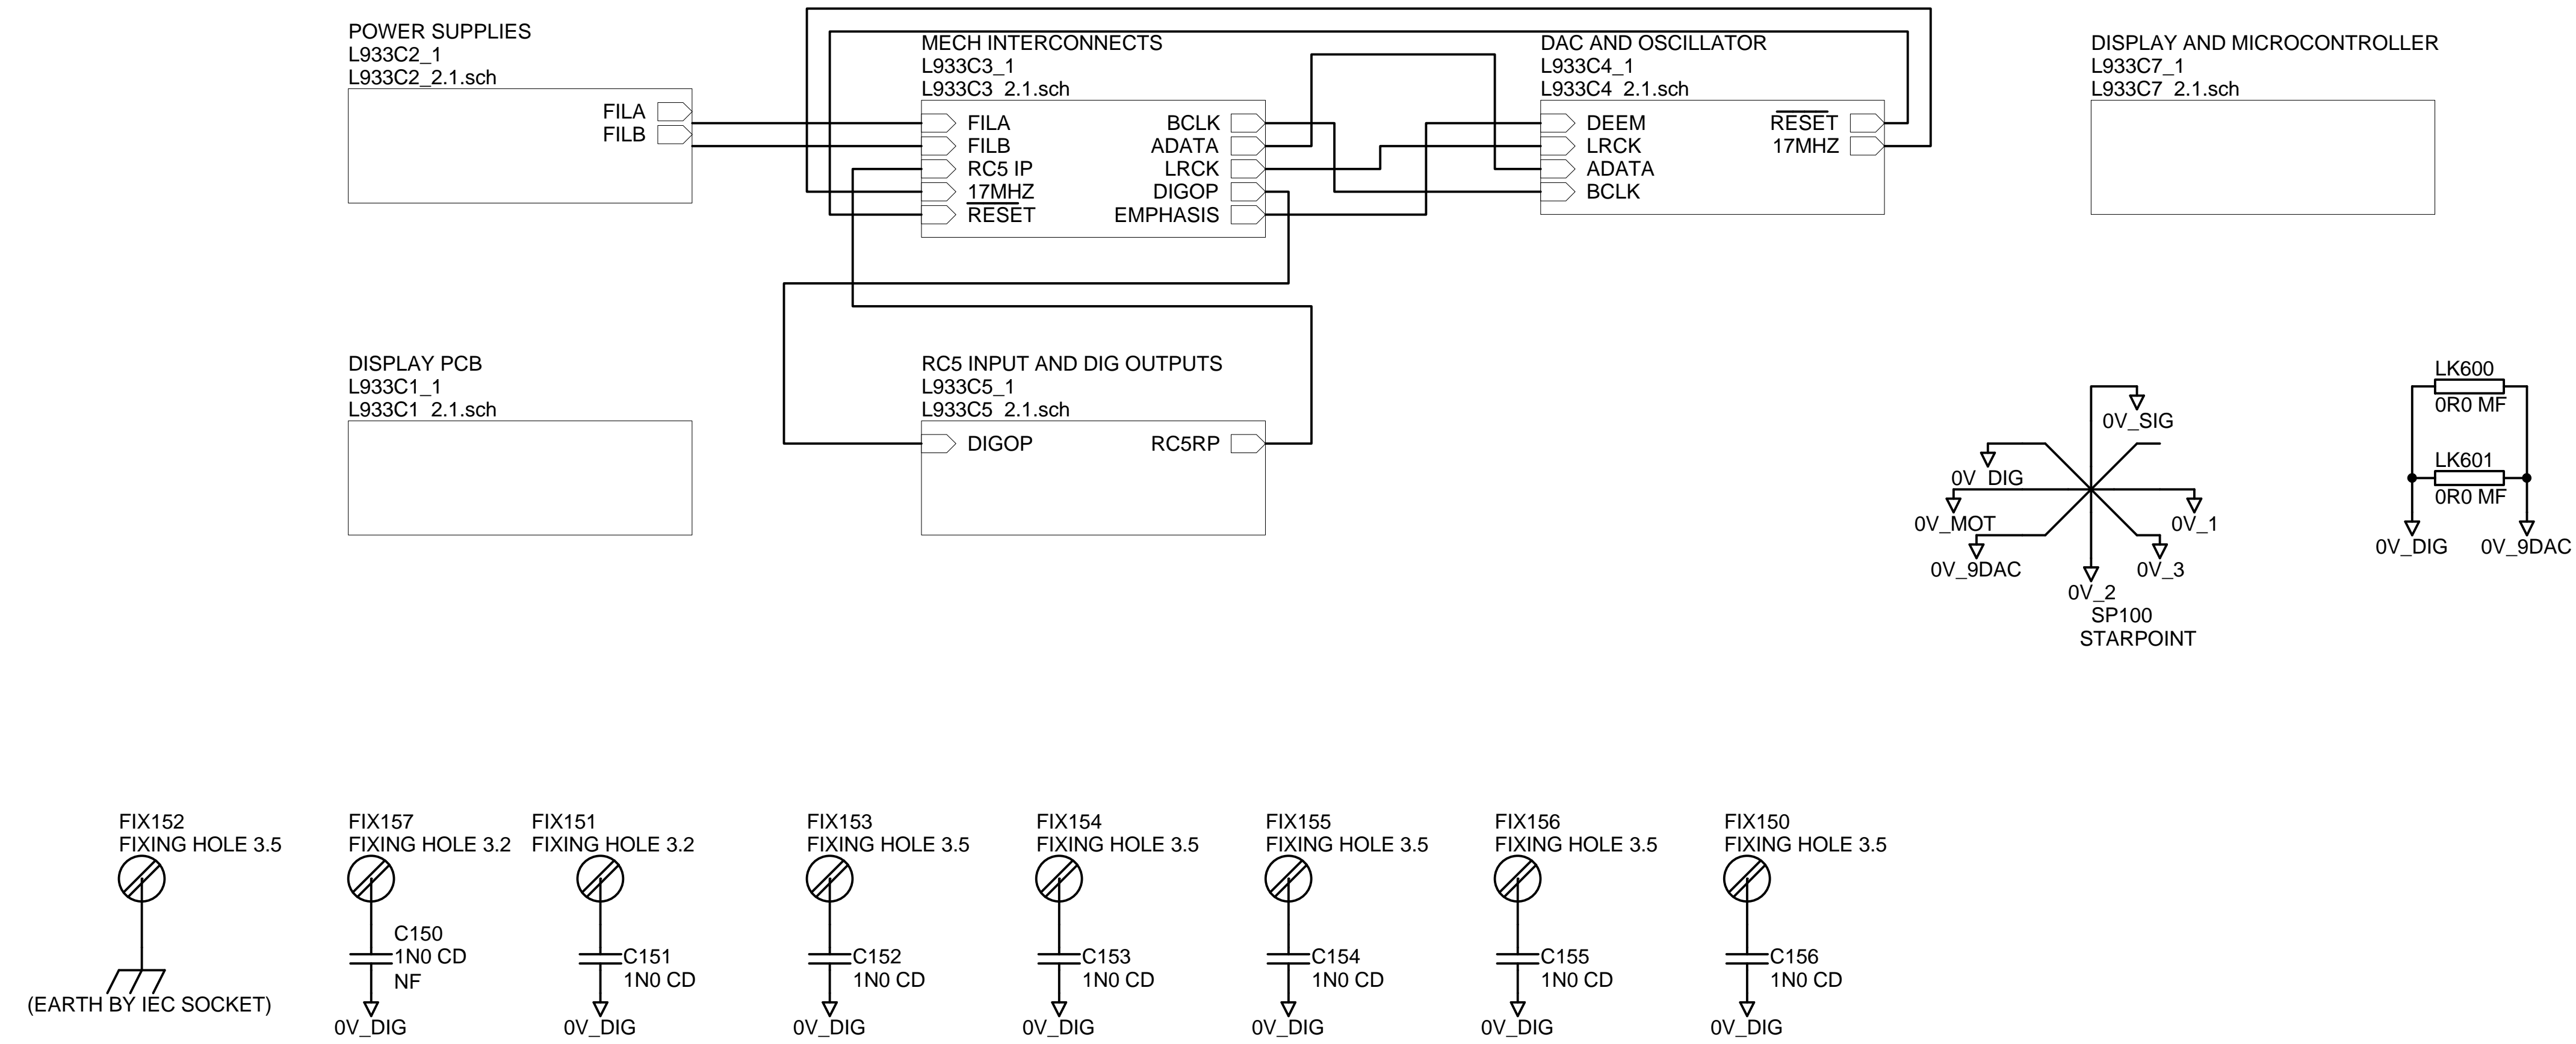 POWER SUPPLIES
L933C2_1
L933C2_2.1.sch
FILA
FILB
MECH INTERCONNECTS
L933C3_1
L933C3_2.1.sch
FILA
FILB
RC5 IP
17MHZ
RESET
BCLK
ADATA
LRCK
DIGOP
EMPHASIS
DAC AND OSCILLATOR
L933C4_1
L933C4_2.1.sch
DEEM
LRCK
ADATA
BCLK
RESET
17MHZ
DISPLAY AND MICROCONTROLLER
L933C7_1
L933C7_2.1.sch
DISPLAY PCB
L933C1_1
L933C1_2.1.sch
RC5 INPUT AND DIG OUTPUTS
L933C5_1
L933C5_2.1.sch
DIGOP
RC5RP
0V_SIG
0V_DIG
0V_MOT
0V_1
0V_9DAC
0V_3
0V_2
SP100
STARPOINT
LK600
0R0 MF
LK601
0R0 MF
0V_DIG
0V_9DAC
FIX152
FIXING HOLE 3.5
(EARTH BY IEC SOCKET)
FIX157
FIXING HOLE 3.2
C150
1N0 CD
NF
0V_DIG
FIX151
FIXING HOLE 3.2
C151
1N0 CD
0V_DIG
FIX153
FIXING HOLE 3.5
C152
1N0 CD
0V_DIG
FIX154
FIXING HOLE 3.5
C153
1N0 CD
0V_DIG
FIX155
FIXING HOLE 3.5
C154
1N0 CD
0V_DIG
FIX156
FIXING HOLE 3.5
C155
1N0 CD
0V_DIG
FIX150
FIXING HOLE 3.5
C156
1N0 CD
0V_DIG